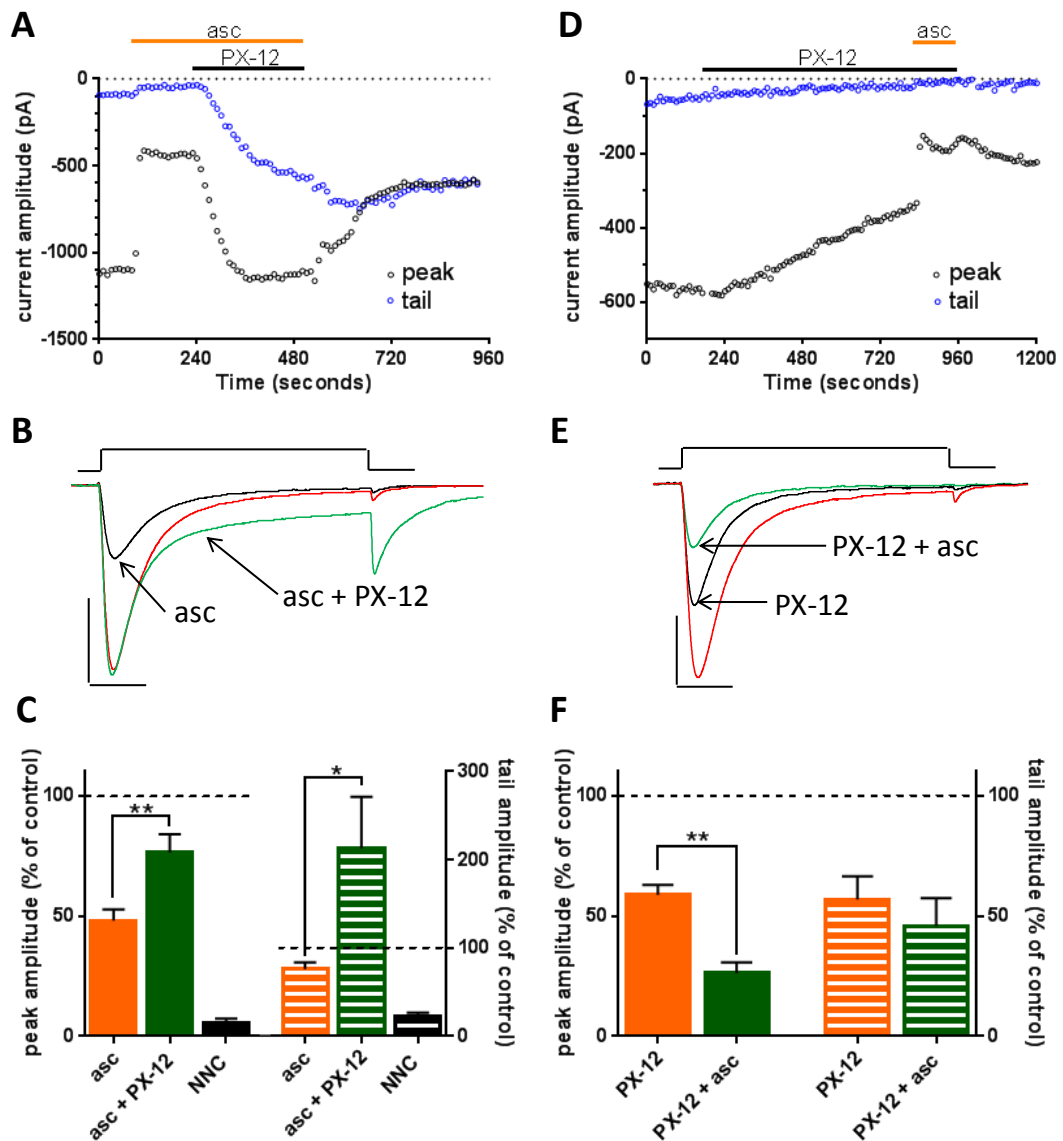 A
asc
PX-12
current amplitude (pA)
0
-500
-1000
-1500
peak
tail
0 240 480 720 960
Time (seconds)
D
asc
PX-12
current amplitude (pA)
0
-200
-400
-600
peak
tail
0 240 480 720 960 1200
Time (seconds)
B
asc
asc + PX-12
E
PX-12 + asc
PX-12
C
peak amplitude (% of control)
100
50
0
**
*
300
200
100
0
tail amplitude (% of control)
asc
asc + PX-12
NNC
asc
asc + PX-12
NNC
F
peak amplitude (% of control)
100
50
0
**
100
50
0
tail amplitude (% of control)
PX-12
PX-12 + asc
PX-12
PX-12 + asc